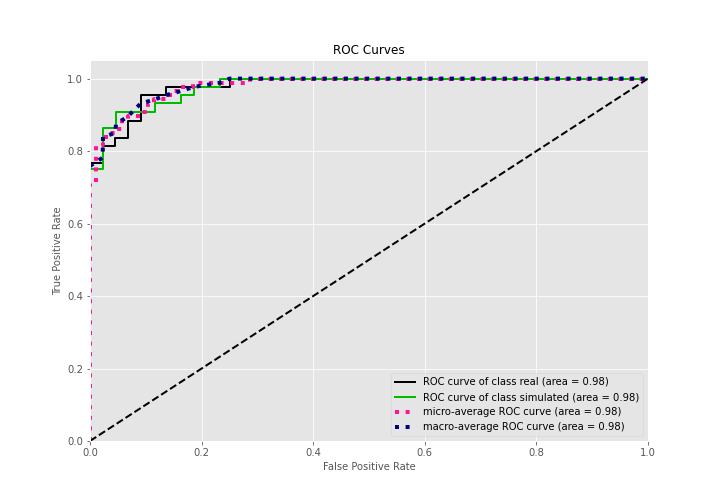 ROC Curves
True Positive Rate
1.0
0.8
0.6
0.4
0.2
0.0
0.0 0.2 0.4 0.6 0.8 1.0
False Positive Rate
ROC curve of class real (area = 0.98)
ROC curve of class simulated (area = 0.98)
micro-average ROC curve (area = 0.98)
macro-average ROC curve (area = 0.98)